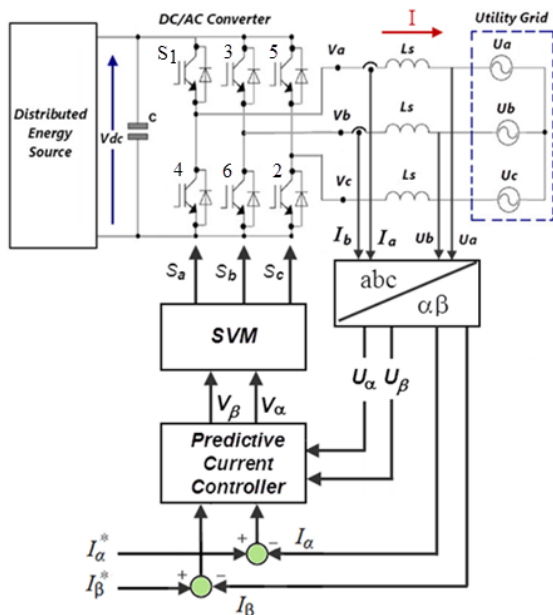 DC/AC Converter
I
Utility Grid
S1
3
5
Va
Ls
Ua
Distributed
Energy
Source
Vdc
C
Vb
Ls
Ub
4
6
2
Vc
Ls
Uc
Ib
Ia
Ub
Ua
Sa
Sb
Sc
abc
αβ
SVM
Uα
Uβ
Vβ
Vα
Predictive
Current
Controller
Iα*
+
−
Iα
Iβ*
+
−
Iβ